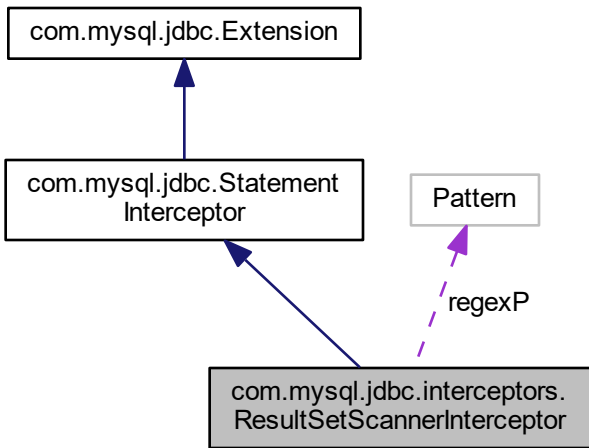 com.mysql.jdbc.Extension
com.mysql.jdbc.Statement
Interceptor
Pattern
regexP
com.mysql.jdbc.interceptors.
ResultSetScannerInterceptor